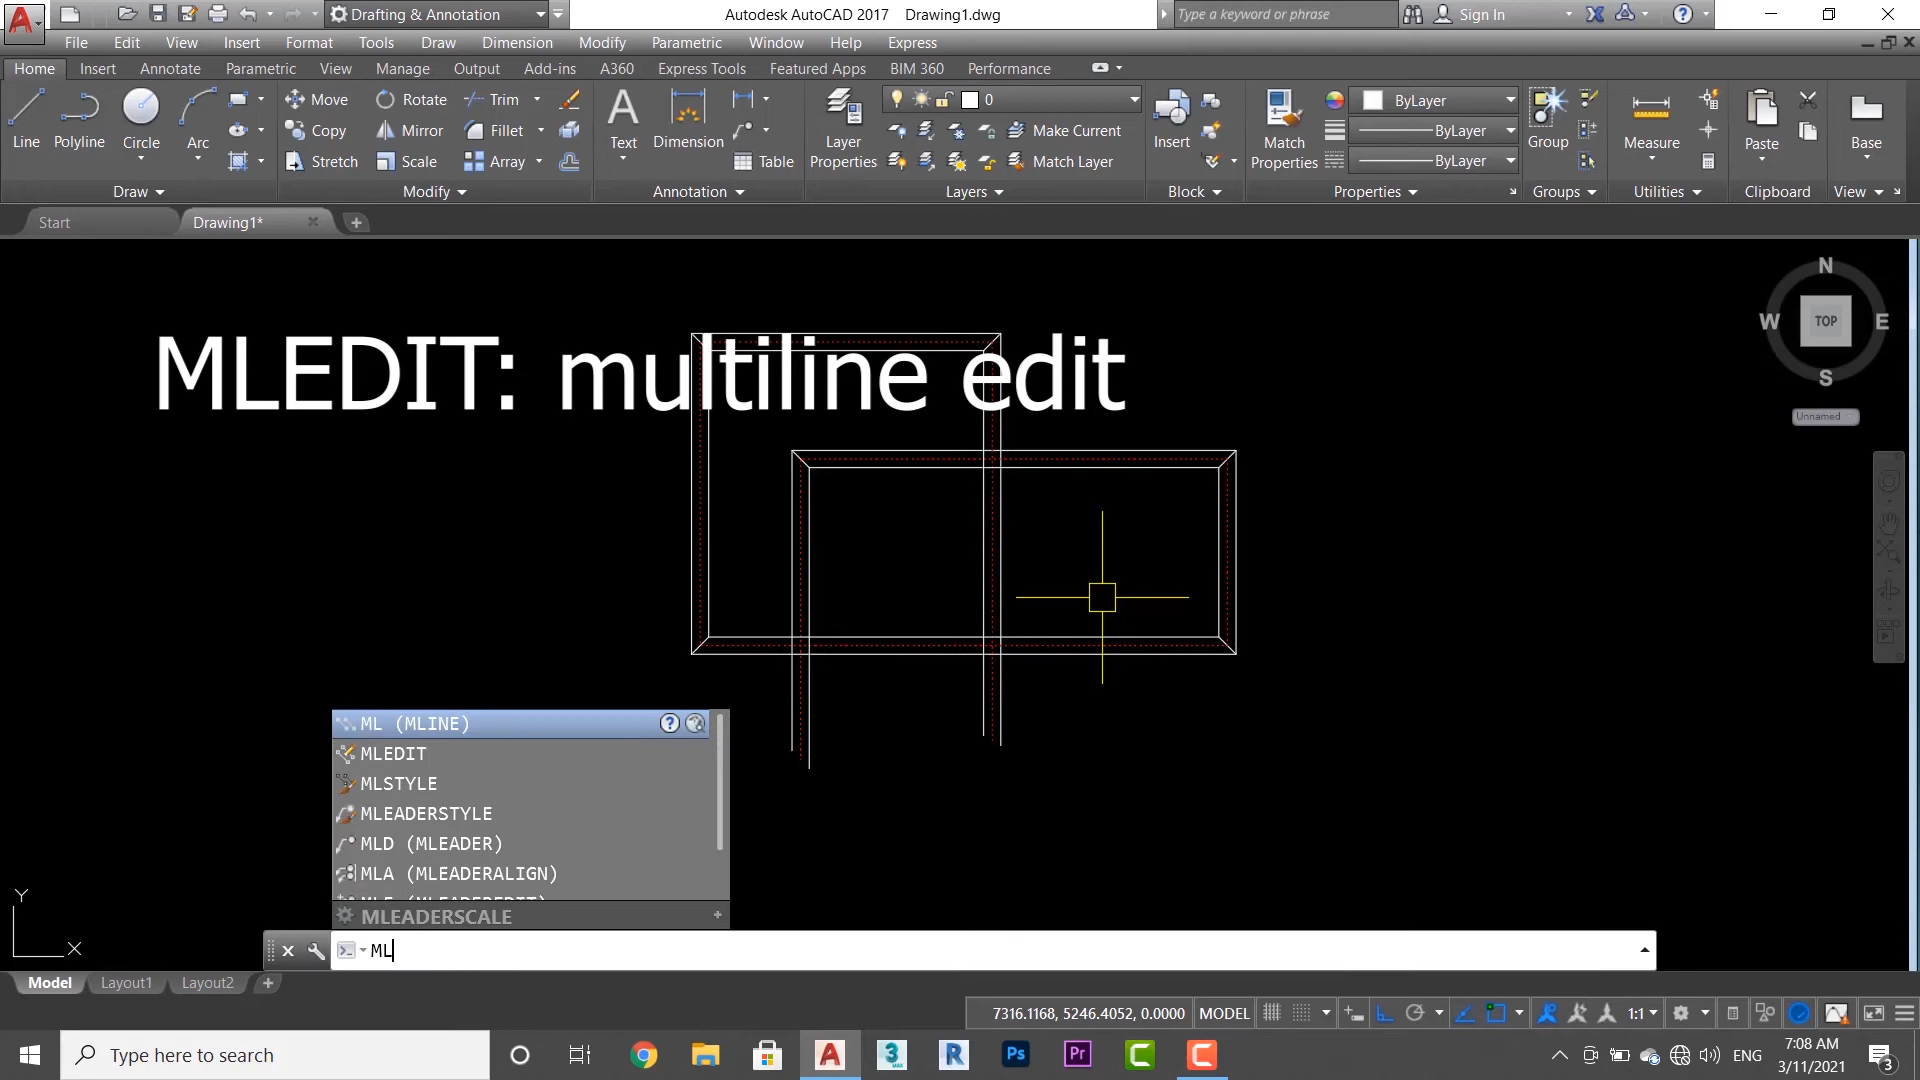 Drafting & Annotation
Autodesk AutoCAD 2017 Drawing1.dwg
Type a keyword or phrase
Sign In
File Edit View Insert Format Tools Draw Dimension Modify Parametric Window Help Express
Home Insert Annotate Parametric View Manage Output Add-ins A360 Express Tools Featured Apps BIM 360 Performance
Line Polyline Circle Arc
Move Rotate Trim
Copy Mirror Fillet
Stretch Scale Array
Text Dimension Table
Layer Properties
0
Make Current
Match Layer
Insert
Match Properties
ByLayer
ByLayer
ByLayer
Group
Measure
Paste
Base
Draw Modify Annotation Layers Block Properties Groups Utilities Clipboard View
Start Drawing1*
N
W TOP E
S
Unnamed
MLEDIT: multiline edit
ML (MLINE)
MLEDIT
MLSTYLE
MLEADERSTYLE
MLD (MLEADER)
MLA (MLEADERALIGN)
MLEADERSCALE
Y
X
ML
Model Layout1 Layout2
7316.1168, 5246.4052, 0.0000 MODEL 1:1
Type here to search
ENG
7:08 AM
3/11/2021
3